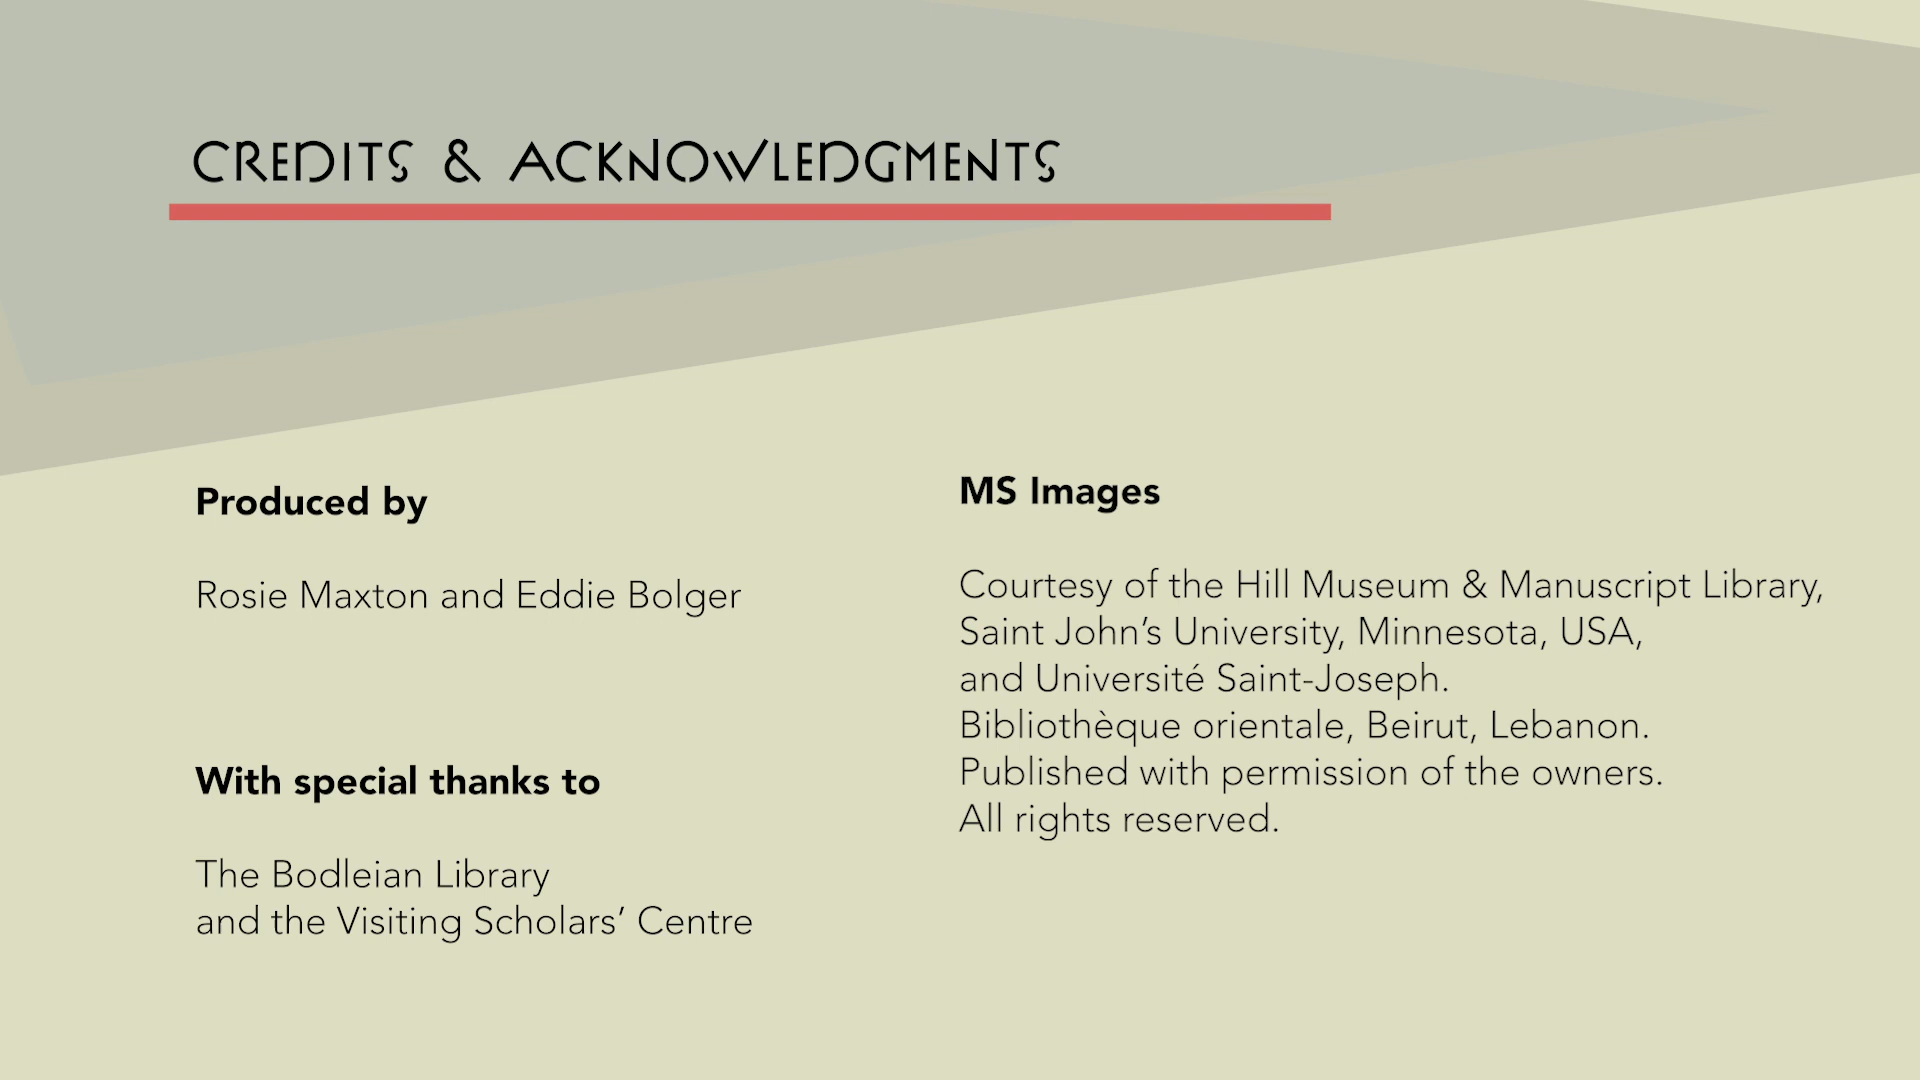 CREDITS & ACKNOWLEDGMENTS
Produced by
Rosie Maxton and Eddie Bolger
With special thanks to
The Bodleian Library
and the Visiting Scholars’ Centre
MS Images
Courtesy of the Hill Museum & Manuscript Library,
Saint John’s University, Minnesota, USA,
and Université Saint-Joseph.
Bibliothèque orientale, Beirut, Lebanon.
Published with permission of the owners.
All rights reserved.